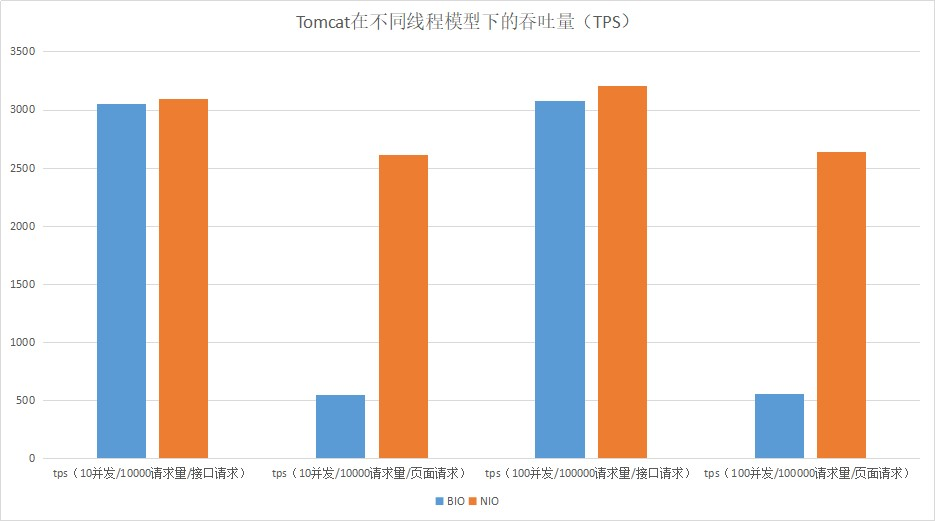 Tomcat在不同线程模型下的吞吐量（TPS）
3500
3000
2500
2000
1500
1000
500
0
tps（10并发/10000请求量/接口请求）
tps（10并发/10000请求量/页面请求）
tps（100并发/100000请求量/接口请求）
tps（100并发/100000请求量/页面请求）
BIO
NIO